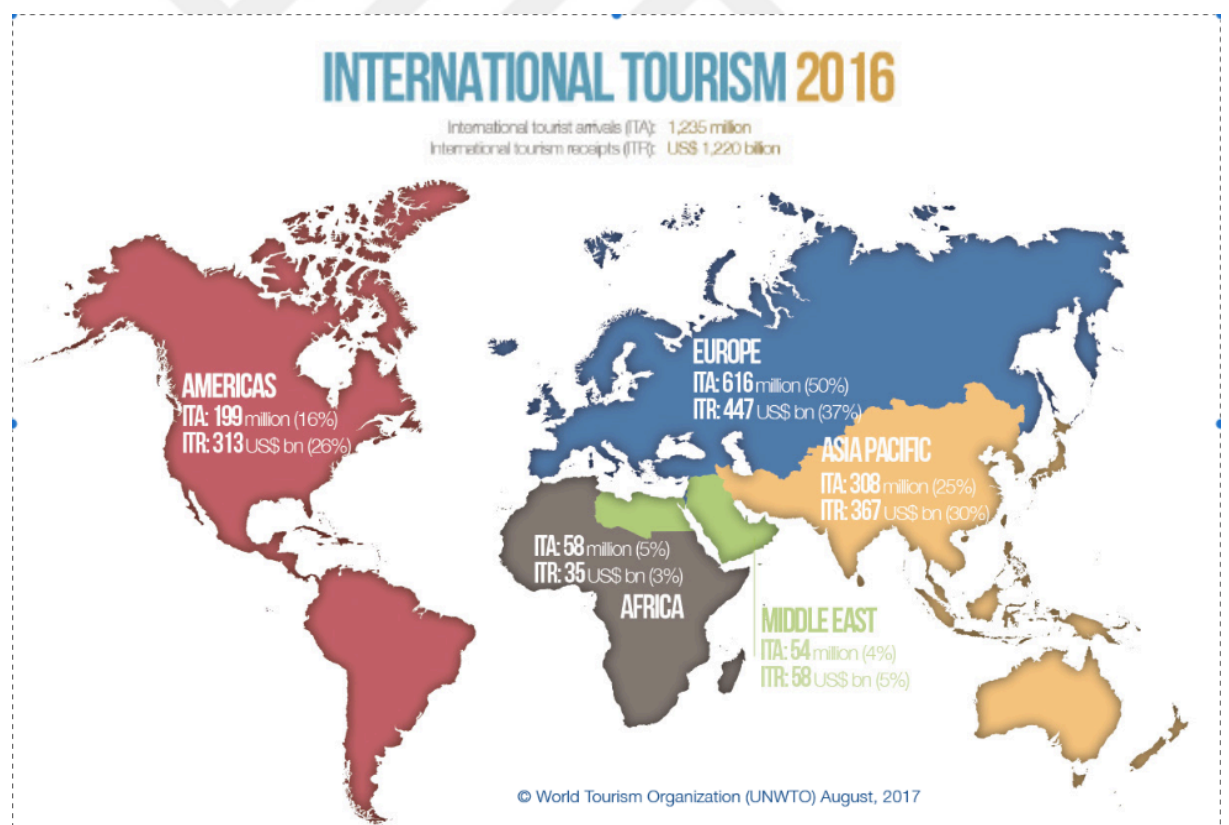 INTERNATIONAL TOURISM 2016
International tourist arrivals (ITA): 1,235 million
International tourism receipts (ITR): US$ 1,220 billion
AMERICAS
ITA: 199 million (16%)
ITR: 313 US$ bn (26%)
EUROPE
ITA: 616 million (50%)
ITR: 447 US$ bn (37%)
ASIA PACIFIC
ITA: 308 million (25%)
ITR: 367 US$ bn (30%)
ITA: 58 million (5%)
ITR: 35 US$ bn (3%)
AFRICA
MIDDLE EAST
ITA: 54 million (4%)
ITR: 58 US$ bn (5%)
© World Tourism Organization (UNWTO) August, 2017